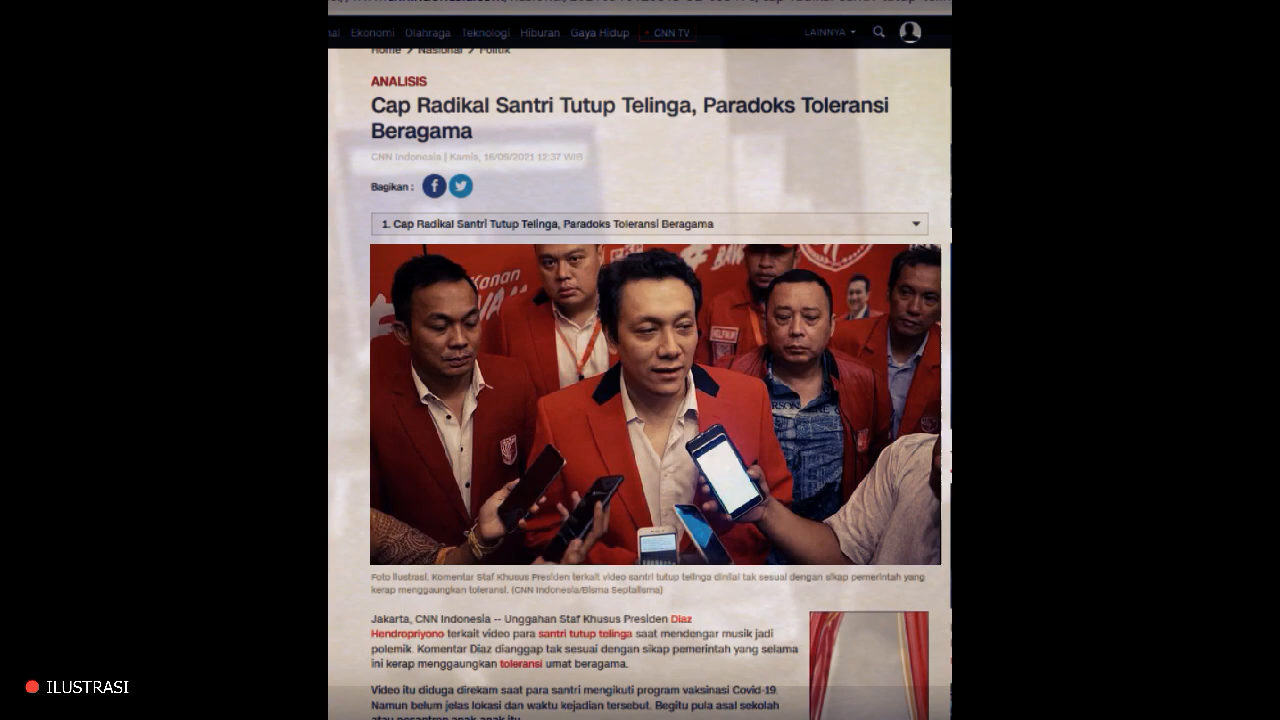 Ekonomi Olahraga Teknologi Hiburan Gaya Hidup CNN TV LAINNYA
Home > Nasional > Politik
ANALISIS
Cap Radikal Santri Tutup Telinga, Paradoks Toleransi
Beragama
CNN Indonesia | Kamis, 16/09/2021 12:37 WIB
Bagikan :
1. Cap Radikal Santri Tutup Telinga, Paradoks Toleransi Beragama
Kanan
Foto Ilustrasi. Komentar Staf Khusus Presiden terkait video santri tutup telinga dinilai tak sesuai dengan sikap pemerintah yang
kerap menggaungkan toleransi. (CNN Indonesia/Bisma Septalisma)
Jakarta, CNN Indonesia -- Unggahan Staf Khusus Presiden Diaz
Hendropriyono terkait video para santri tutup telinga saat mendengar musik jadi
polemik. Komentar Diaz dianggap tak sesuai dengan sikap pemerintah yang selama
ini kerap menggaungkan toleransi umat beragama.
Video itu diduga direkam saat para santri mengikuti program vaksinasi Covid-19.
Namun belum jelas lokasi dan waktu kejadian tersebut. Begitu pula asal sekolah
atau pesantren anak-anak itu.
ILUSTRASI